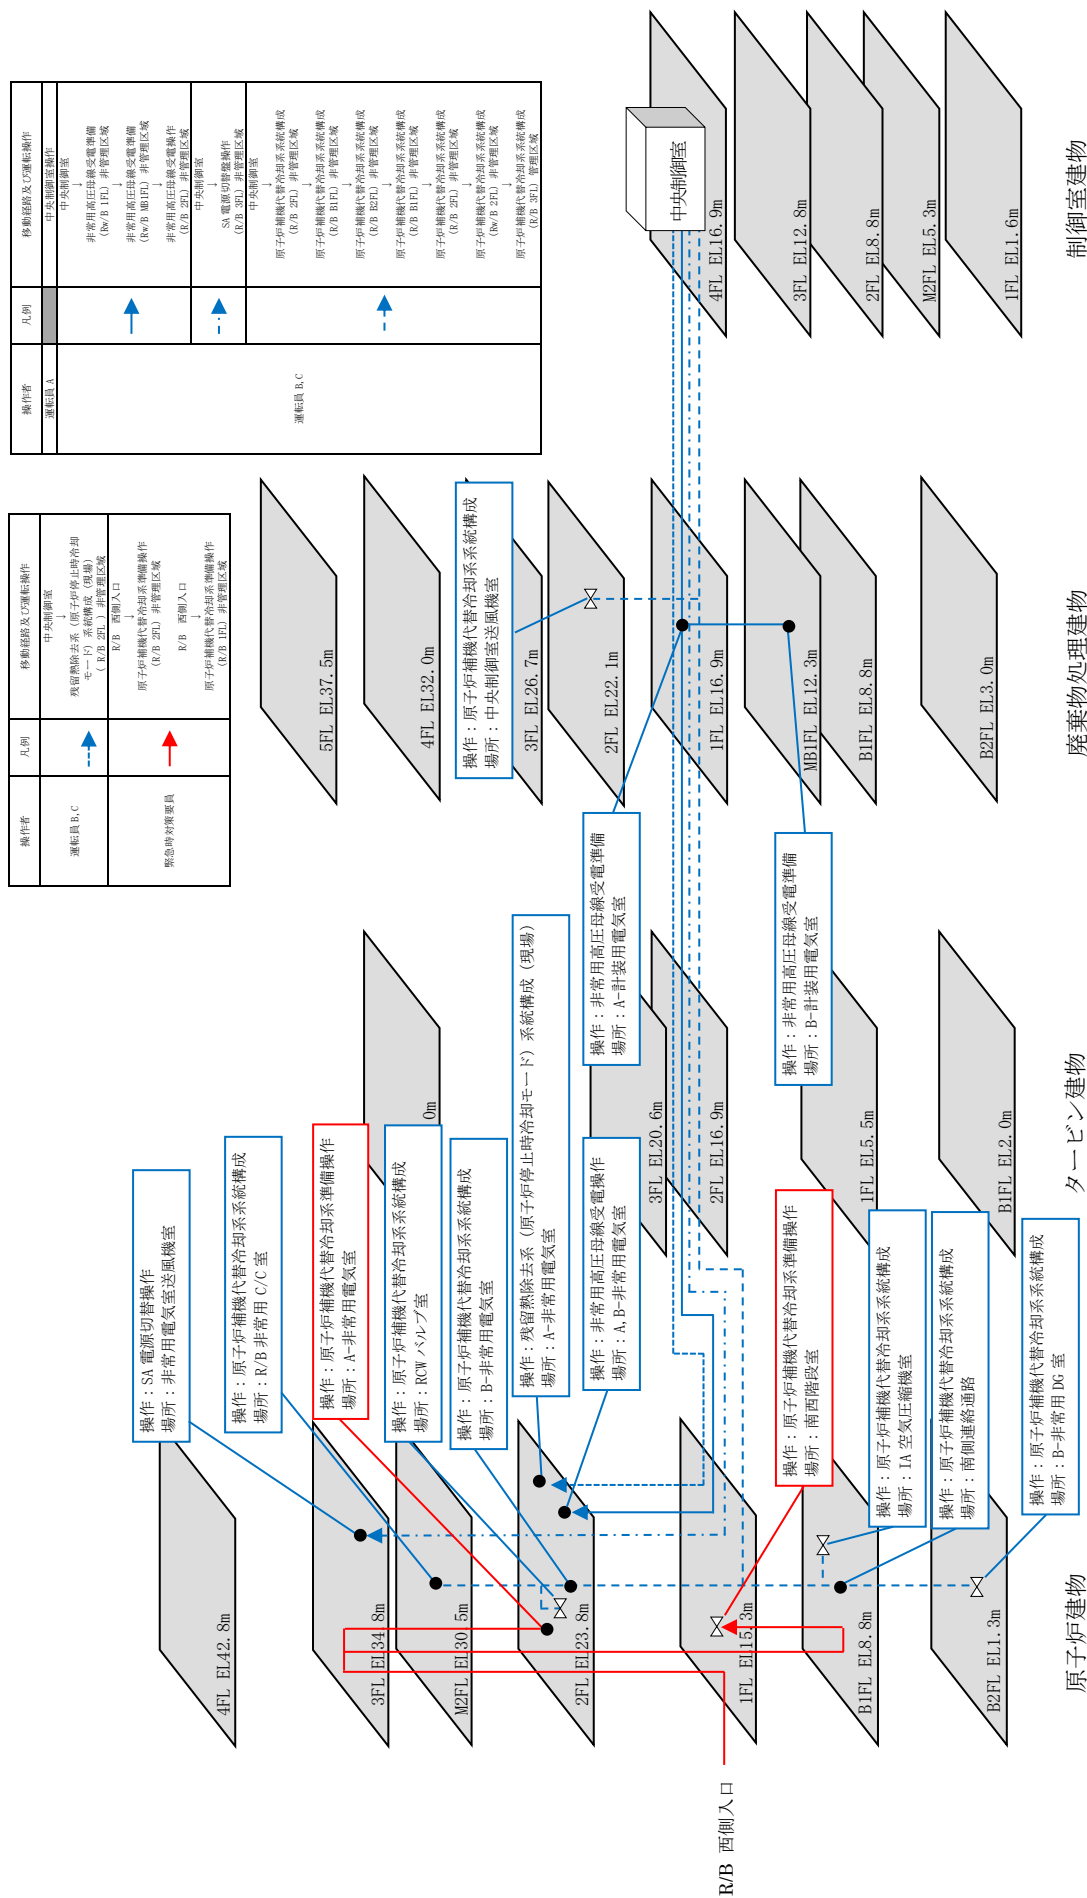 操作者
凡例
移動経路及び運転操作
運転員 B,C
中央制御室
↓
残留熱除去系（原子炉停止時冷却
モード）系統構成（現場）
（ R/B 2FL ）非管理区域
緊急時対策要員
R/B 西側入口
↓
原子炉補機代替冷却系準備操作
（R/B 2FL）非管理区域
R/B 西側入口
↓
原子炉補機代替冷却系準備操作
（R/B 1FL）非管理区域
操作者
凡例
移動経路及び運転操作
運転員 A
中央制御室操作
運転員 B,C
中央制御室
↓
非常用高圧母線受電準備
（Rw/B 1FL）非管理区域
↓
非常用高圧母線受電準備
（Rw/B MB1FL）非管理区域
↓
非常用高圧母線受電操作
（R/B 2FL）非管理区域
中央制御室
↓
SA 電源切替盤操作
（R/B 3FL）非管理区域
中央制御室
↓
原子炉補機代替冷却系系統構成
（R/B 2FL）非管理区域
↓
原子炉補機代替冷却系系統構成
（R/B B1FL）非管理区域
↓
原子炉補機代替冷却系系統構成
（R/B B2FL）非管理区域
↓
原子炉補機代替冷却系系統構成
（R/B B1FL）非管理区域
↓
原子炉補機代替冷却系系統構成
（R/B 2FL）非管理区域
↓
原子炉補機代替冷却系系統構成
（Rw/B 2FL）非管理区域
↓
原子炉補機代替冷却系系統構成
（R/B 3FL）管理区域
操作：SA 電源切替操作
場所：非常用電気室送風機室
操作：原子炉補機代替冷却系系統構成
場所：R/B 非常用 C/C 室
操作：原子炉補機代替冷却系準備操作
場所：A-非常用電気室
操作：原子炉補機代替冷却系系統構成
場所：RCW バルブ室
操作：原子炉補機代替冷却系系統構成
場所：B-非常用電気室
操作：残留熱除去系（原子炉停止時冷却モード）系統構成（現場）
場所：A-非常用電気室
操作：非常用高圧母線受電操作
場所：A,B-非常用電気室
操作：原子炉補機代替冷却系準備操作
場所：南西階段室
操作：原子炉補機代替冷却系系統構成
場所：IA 空気圧縮機室
操作：原子炉補機代替冷却系系統構成
場所：南側連絡通路
操作：原子炉補機代替冷却系系統構成
場所：B-非常用 DG 室
操作：非常用高圧母線受電準備
場所：A-計装用電気室
操作：非常用高圧母線受電準備
場所：B-計装用電気室
操作：原子炉補機代替冷却系系統構成
場所：中央制御室送風機室
4FL EL42.8m
3FL EL34.8m
M2FL EL30.5m
2FL EL23.8m
1FL EL15.3m
B1FL EL8.8m
B2FL EL1.3m
原子炉建物
R/B 西側入口
0m
3FL EL20.6m
2FL EL16.9m
1FL EL5.5m
B1FL EL2.0m
タービン建物
5FL EL37.5m
4FL EL32.0m
3FL EL26.7m
2FL EL22.1m
1FL EL16.9m
MB1FL EL12.3m
B1FL EL8.8m
B2FL EL3.0m
廃棄物処理建物
中央制御室
4FL EL16.9m
3FL EL12.8m
2FL EL8.8m
M2FL EL5.3m
1FL EL1.6m
制御室建物